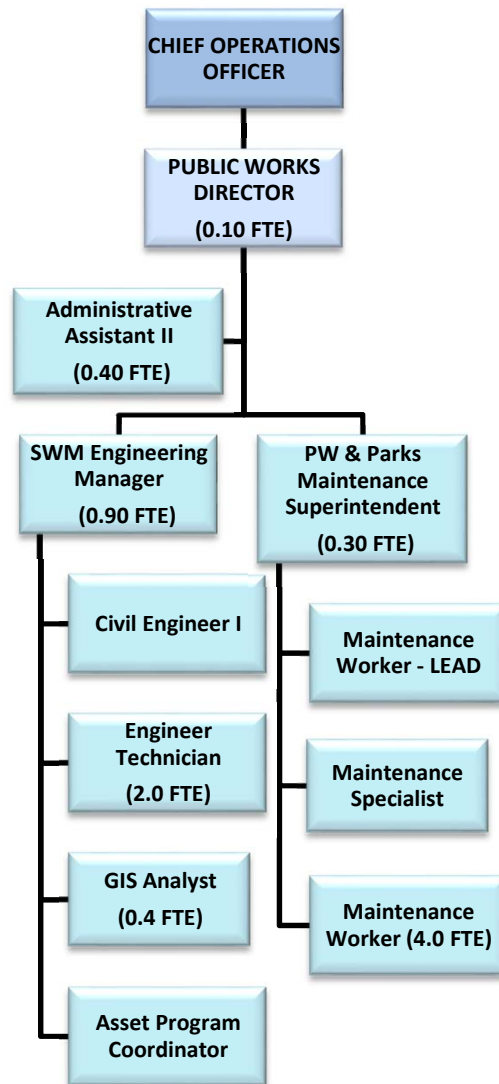 CHIEF OPERATIONS
OFFICER
PUBLIC WORKS
DIRECTOR
(0.10 FTE)
Administrative
Assistant II
(0.40 FTE)
SWM Engineering
Manager
(0.90 FTE)
PW & Parks
Maintenance
Superintendent
(0.30 FTE)
Civil Engineer I
Engineer
Technician
(2.0 FTE)
GIS Analyst
(0.4 FTE)
Asset Program
Coordinator
Maintenance
Worker - LEAD
Maintenance
Specialist
Maintenance
Worker (4.0 FTE)